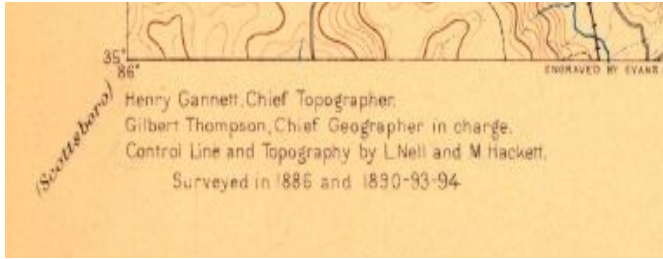 35°
86°
ENGRAVED BY EVANS
(Scottsboro)
Henry Gannett, Chief Topographer.
Gilbert Thompson, Chief Geographer in charge.
Control Line and Topography by L. Nell and M. Hackett.
Surveyed in 1886 and 1890-93-94